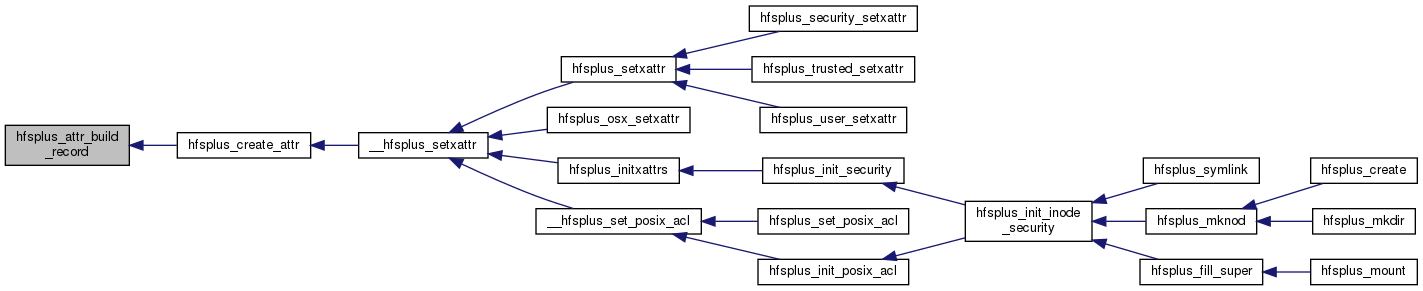 hfsplus_security_setxattr
hfsplus_setxattr
hfsplus_trusted_setxattr
hfsplus_attr_build
_record
hfsplus_create_attr
__hfsplus_setxattr
hfsplus_osx_setxattr
hfsplus_user_setxattr
hfsplus_initxattrs
hfsplus_init_security
hfsplus_symlink
hfsplus_create
__hfsplus_set_posix_acl
hfsplus_set_posix_acl
hfsplus_init_inode
_security
hfsplus_mknod
hfsplus_mkdir
hfsplus_init_posix_acl
hfsplus_fill_super
hfsplus_mount